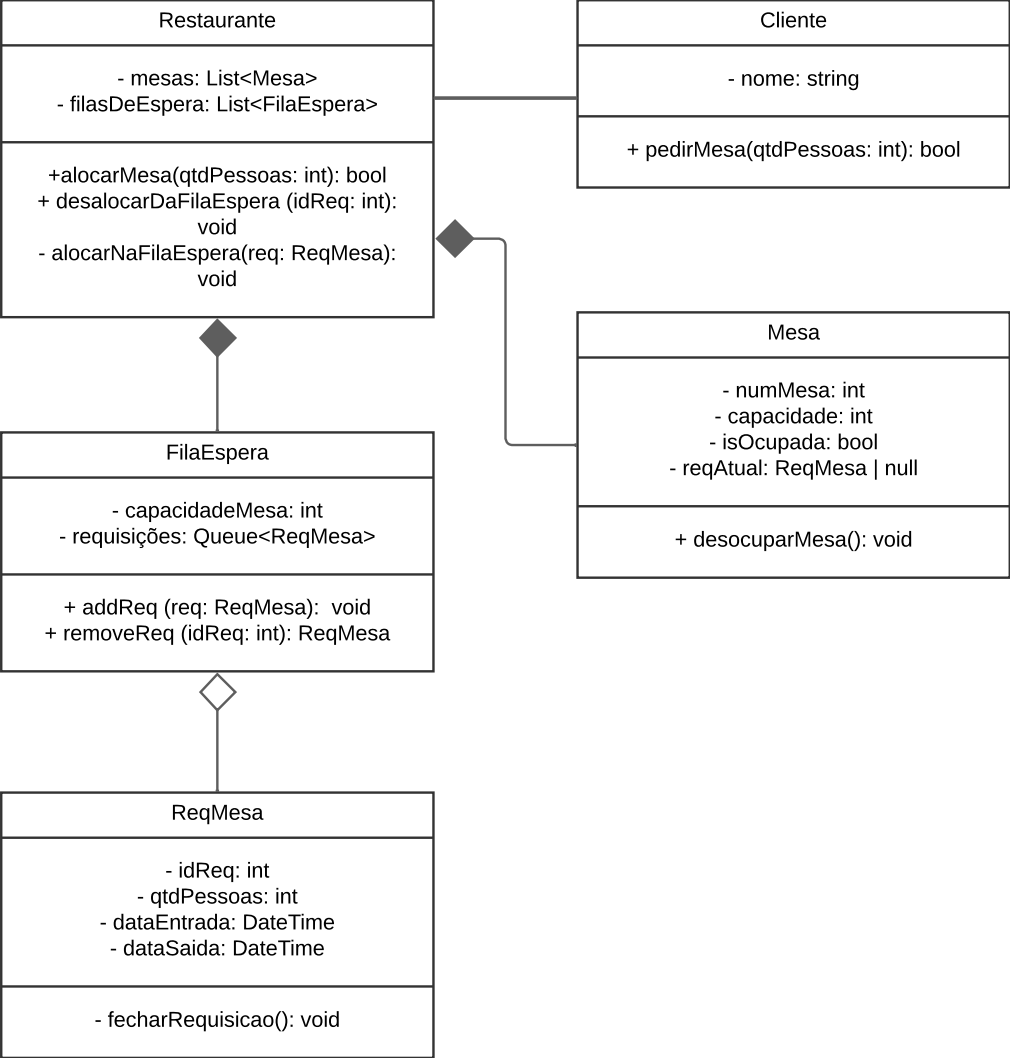 Restaurante
- mesas: List<Mesa>
- filasDeEspera: List<FilaEspera>
+alocarMesa(qtdPessoas: int): bool
+ desalocarDaFilaEspera (idReq: int):
void
- alocarNaFilaEspera(req: ReqMesa):
void
Cliente
- nome: string
+ pedirMesa(qtdPessoas: int): bool
Mesa
- numMesa: int
- capacidade: int
- isOcupada: bool
- reqAtual: ReqMesa | null
+ desocuparMesa(): void
FilaEspera
- capacidadeMesa: int
- requisições: Queue<ReqMesa>
+ addReq (req: ReqMesa):  void
+ removeReq (idReq: int): ReqMesa
ReqMesa
- idReq: int
- qtdPessoas: int
- dataEntrada: DateTime
- dataSaida: DateTime
- fecharRequisicao(): void